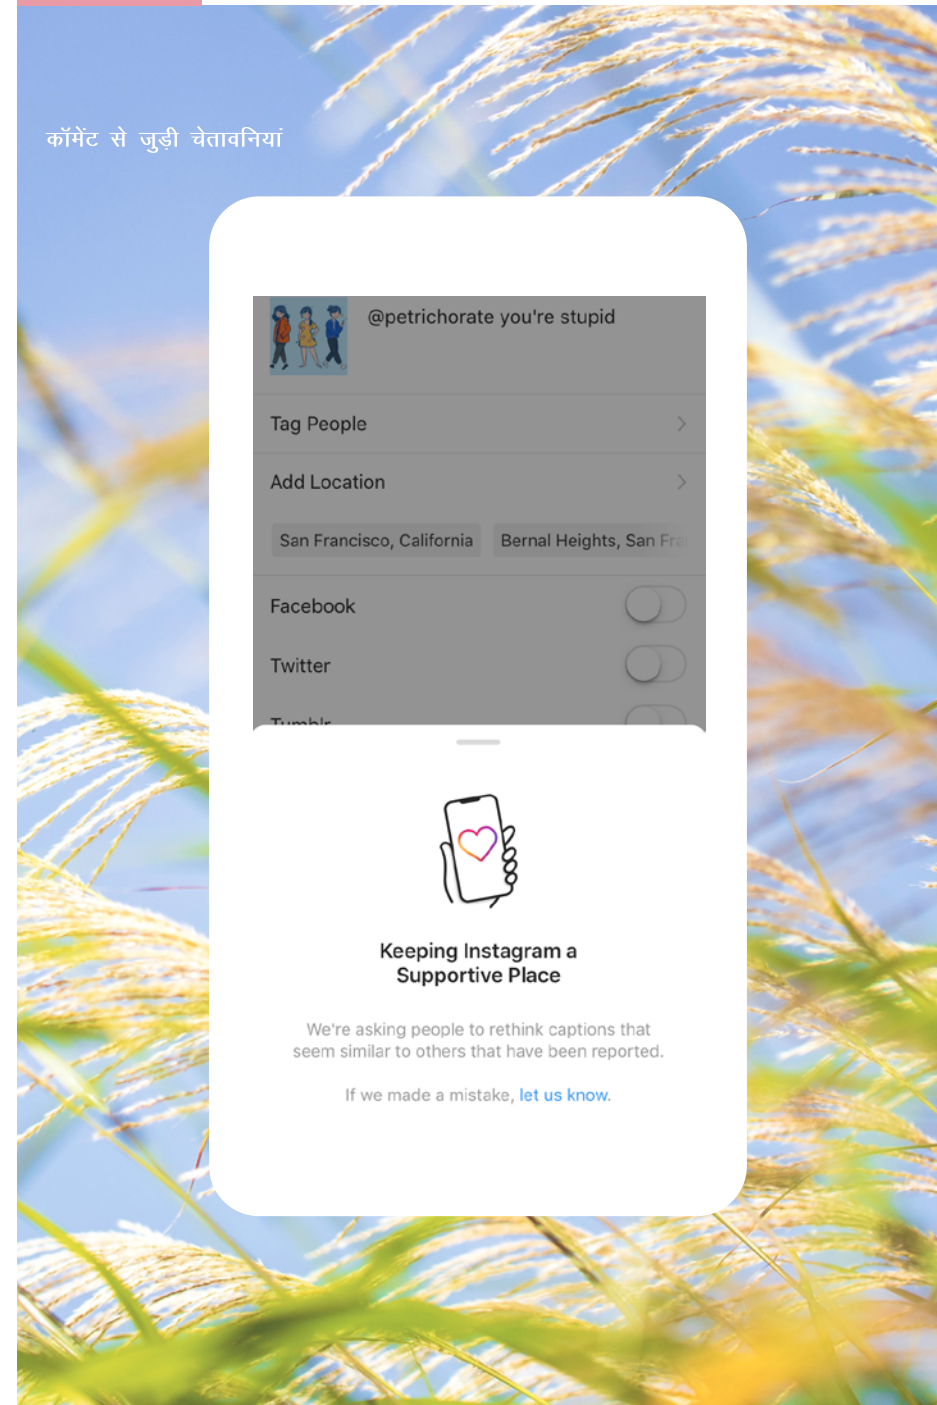 कॉमेंट से जुड़ी चेतावनियां
@petrichorate you're stupid
Tag People
Add Location
San Francisco, California
Bernal Heights, San Fra
Facebook
Twitter
Tumblr
Keeping Instagram a
Supportive Place
We're asking people to rethink captions that
seem similar to others that have been reported.
If we made a mistake, let us know.